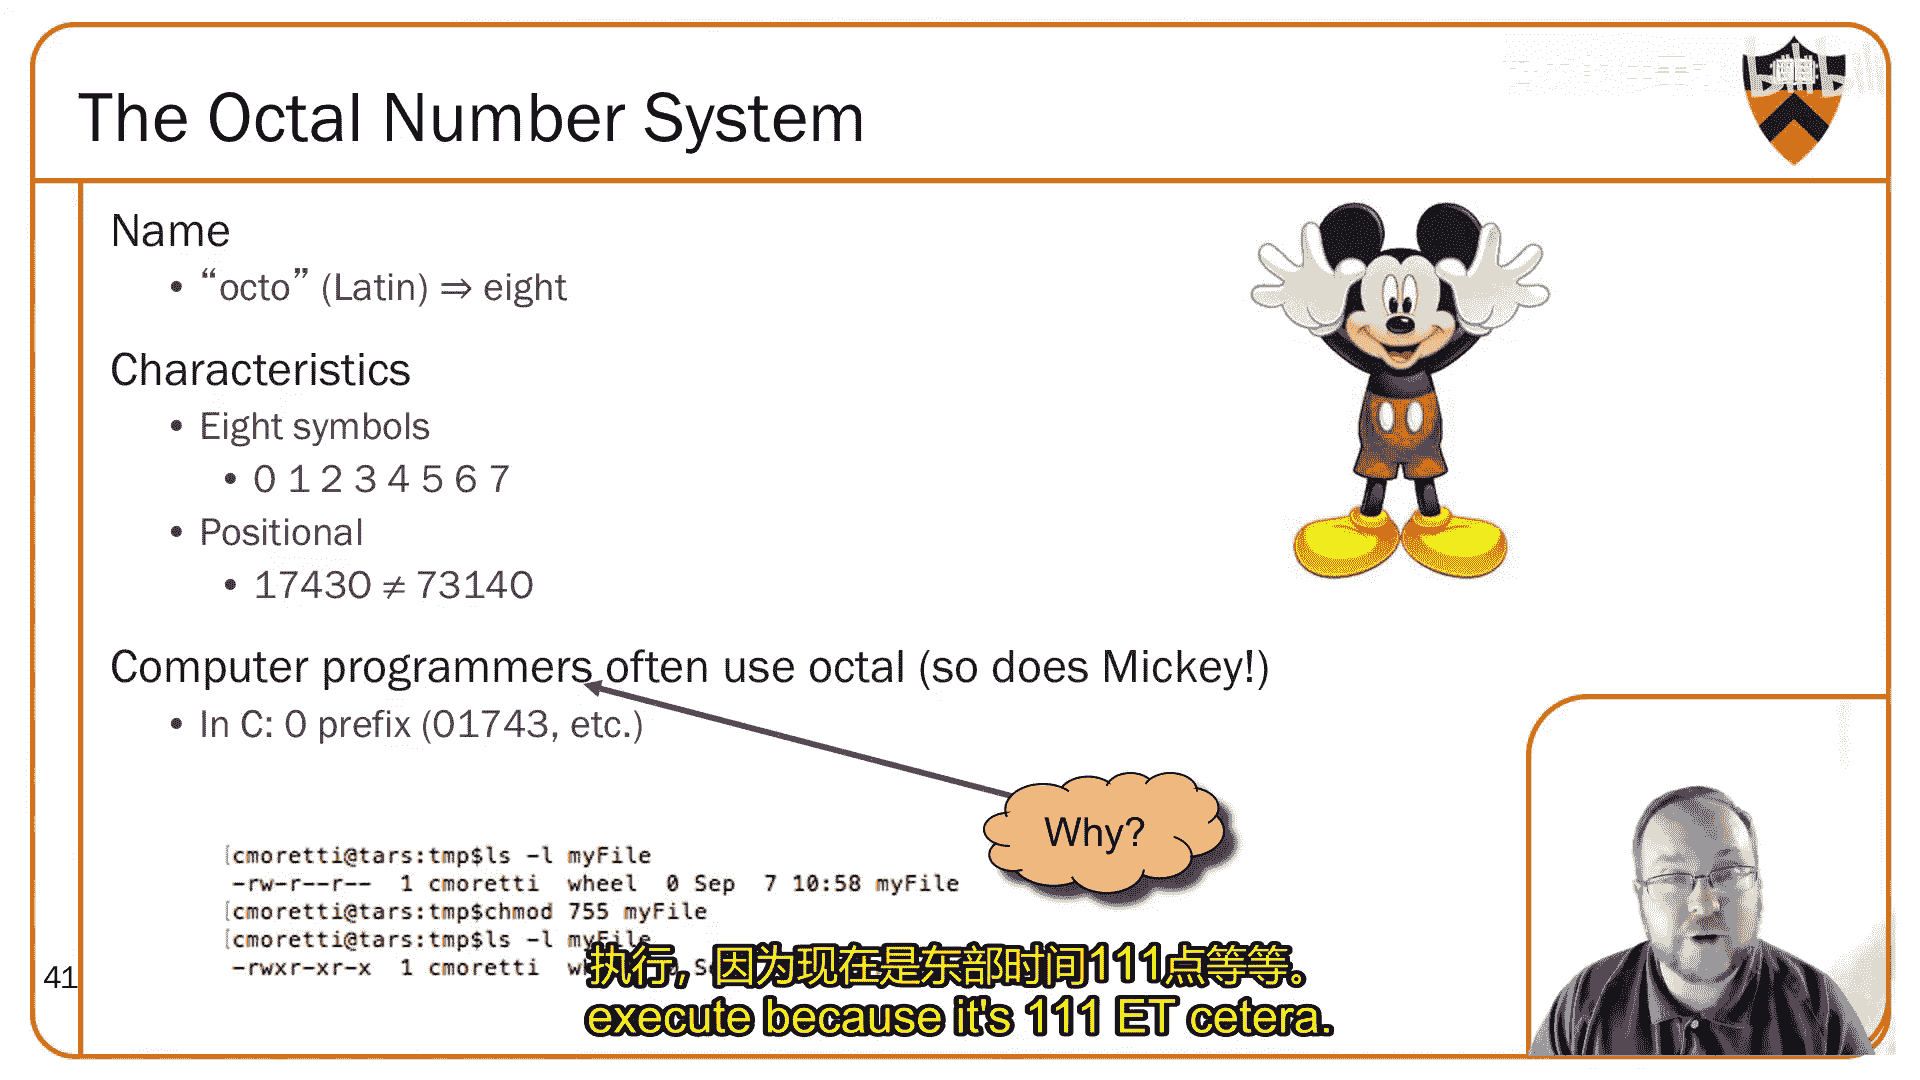 The Octal Number System
Name
• “octo” (Latin) ⇒ eight
Characteristics
• Eight symbols
• 0 1 2 3 4 5 6 7
• Positional
• 17430 ≠ 73140
Computer programmers often use octal (so does Mickey!)
• In C: 0 prefix (01743, etc.)
Why?
[cmoretti@tars:tmp$ls -l myFile
-rw-r--r-- 1 cmoretti wheel 0 Sep 7 10:58 myFile
[cmoretti@tars:tmp$chmod 755 myFile
[cmoretti@tars:tmp$ls -l myFile
-rwxr-xr-x 1 cmoretti
41
执行，因为现在是东部时间111点等等。
execute because it's 111 ET cetera.